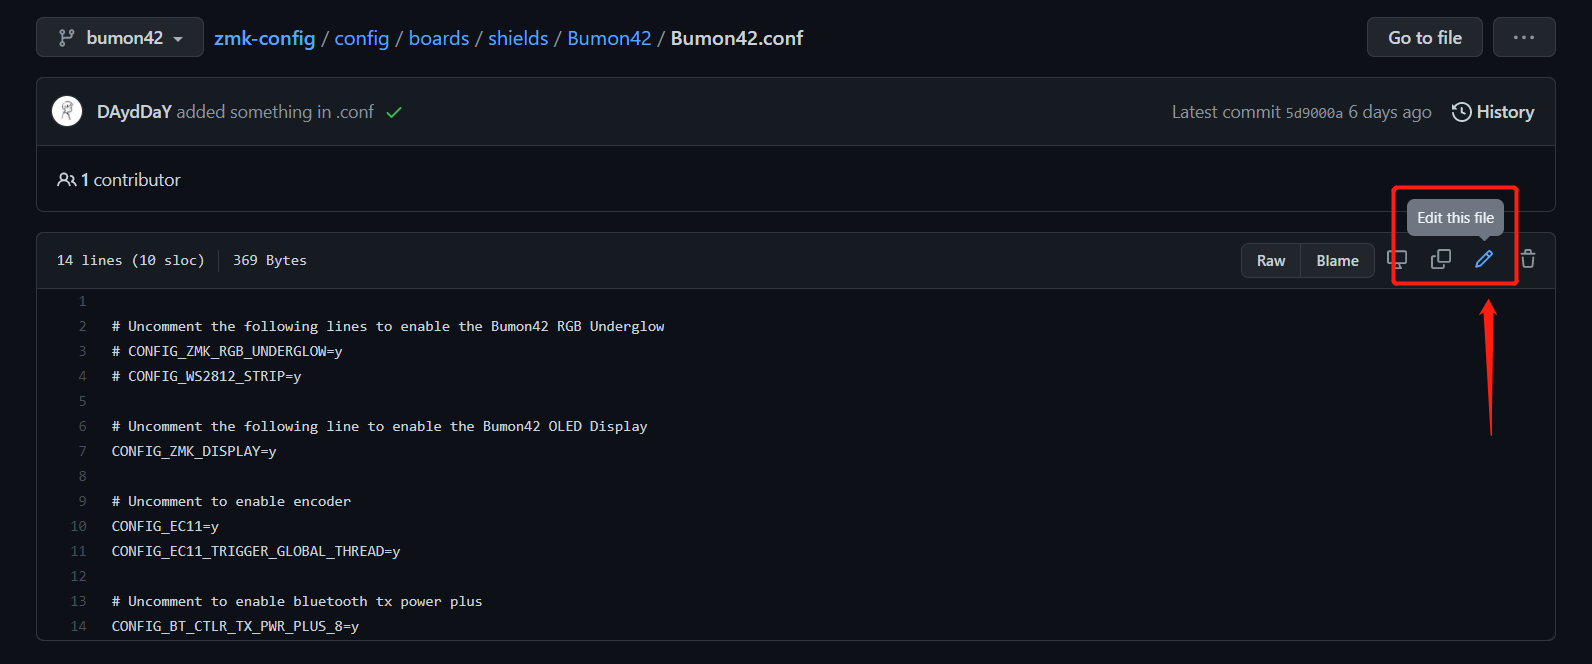 bumon42 zmk-config / config / boards / shields / Bumon42 / Bumon42.conf Go to file ...
DAydDaY added something in .conf Latest commit 5d9000a 6 days ago History
1 contributor
Edit this file
14 lines (10 sloc) 369 Bytes Raw Blame
1
2 # Uncomment the following lines to enable the Bumon42 RGB Underglow
3 # CONFIG_ZMK_RGB_UNDERGLOW=y
4 # CONFIG_WS2812_STRIP=y
5
6 # Uncomment the following line to enable the Bumon42 OLED Display
7 CONFIG_ZMK_DISPLAY=y
8
9 # Uncomment to enable encoder
10 CONFIG_EC11=y
11 CONFIG_EC11_TRIGGER_GLOBAL_THREAD=y
12
13 # Uncomment to enable bluetooth tx power plus
14 CONFIG_BT_CTLR_TX_PWR_PLUS_8=y